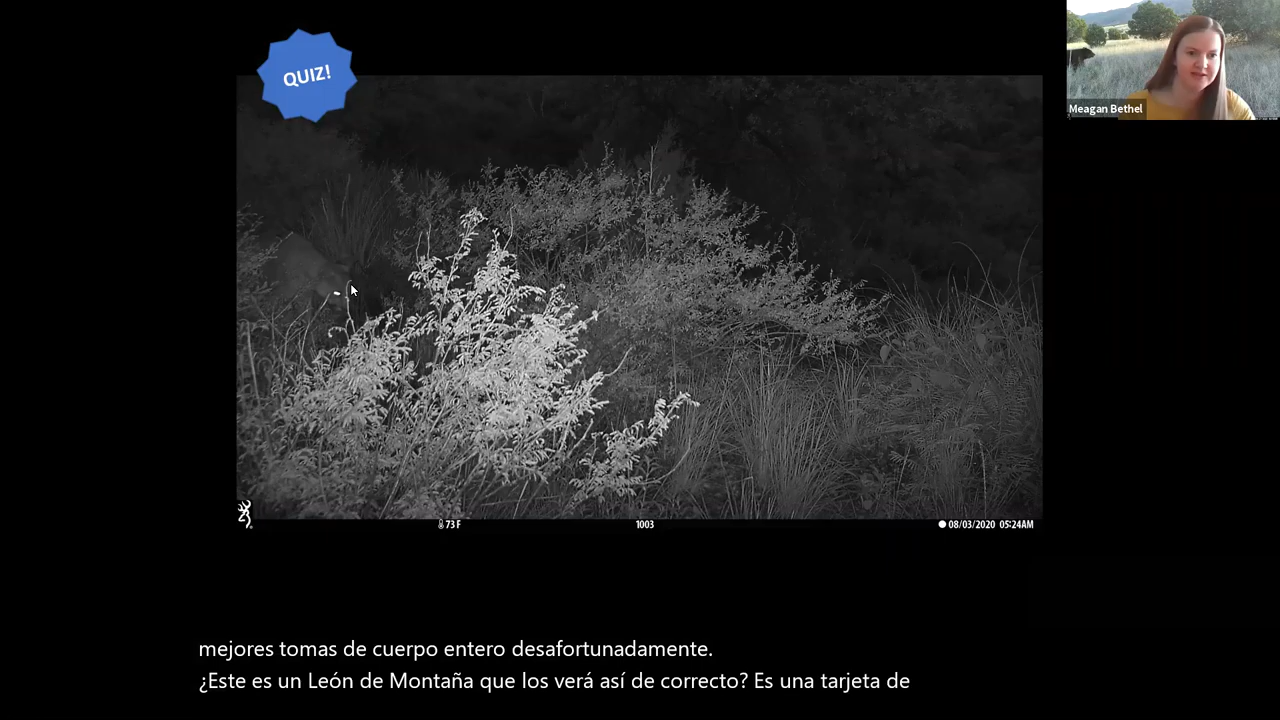 QUIZ!
Meagan Bethel
73F
1003
08/03/2020 05:24AM
mejores tomas de cuerpo entero desafortunadamente.
¿Este es un León de Montaña que los verá así de correcto? Es una tarjeta de